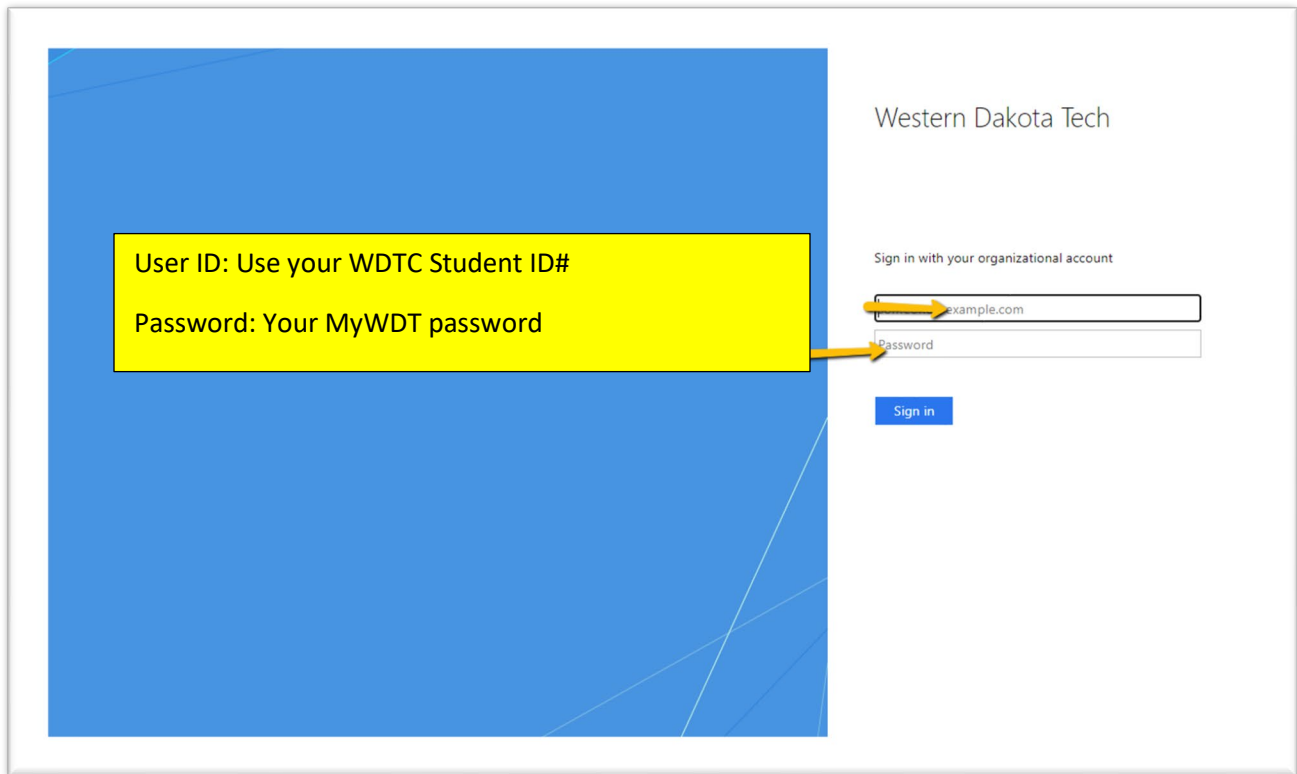 Western Dakota Tech
User ID: Use your WDTC Student ID#
Password: Your MyWDT password
Sign in with your organizational account
example.com
Password
Sign in